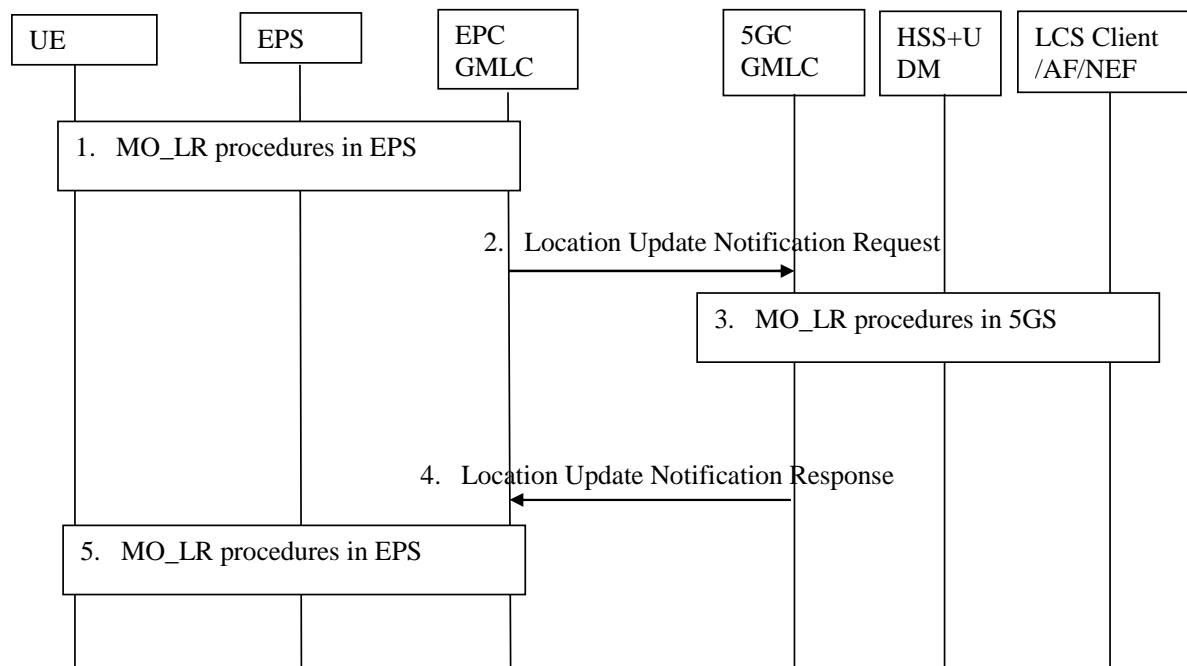 UE
EPS
EPC
GMLC
5GC
GMLC
HSS+U
DM
LCS Client
/AF/NEF
1. MO_LR procedures in EPS
2. Location Update Notification Request
3. MO_LR procedures in 5GS
4. Location Update Notification Response
5. MO_LR procedures in EPS